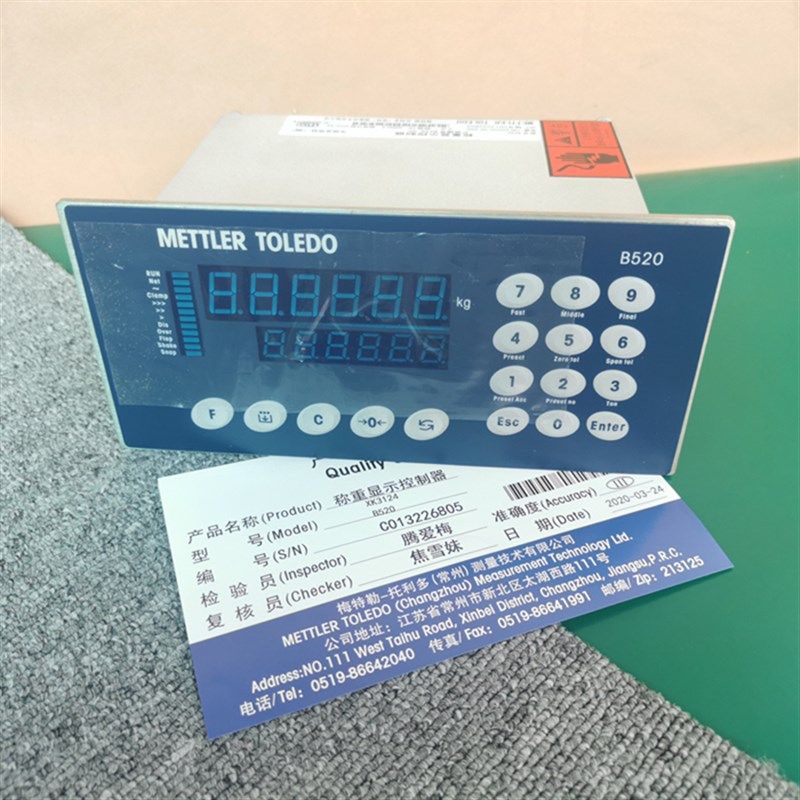 METTLER TOLEDO
B520
RUN
Net
~
Clamp
>>>
>>
>
Dis
Over
Flap
Shake
Snap
kg
7 8 9
Fast Middle Final
4 5 6
Preset Zero tol Span tol
1 2 3
Preset Acc Prduct no Tan
F C →0← Esc 0 Enter
Quality
产品名称(Product) 称重显示控制器
型 号(Model) XK3124
B520
编 号(S/N) C013226805
准确度(Accuracy) III
检 验 员(Inspector) 腾爱梅
日 期(Date) 2020-03-24
复 核 员(Checker) 焦雪妹
梅特勒-托利多(常州)测量技术有限公司
METTLER TOLEDO (Changzhou) Measurement Technology Ltd.
公司地址: 江苏省常州市新北区太湖西路111号
Address:NO.111 West Taihu Road, Xinbei District, Changzhou, Jiangsu,P.R.C.
电话/Tel: 0519-86642040 传真/Fax: 0519-86641991 邮编/Zip: 213125